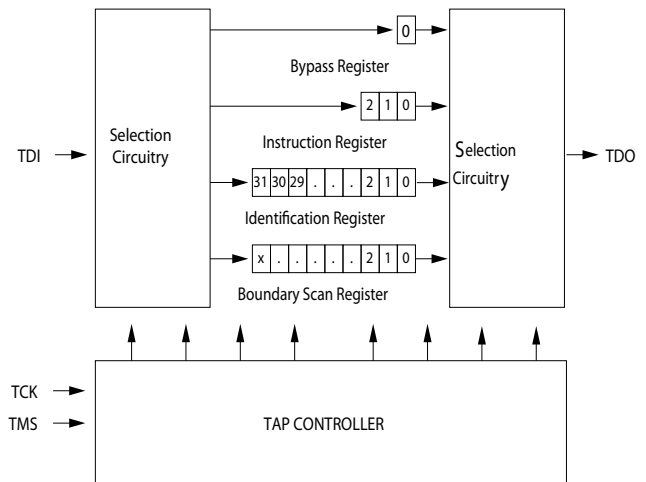 0
Bypass Register
2 1 0
Selection
Circuitry
Instruction Register
Selection
Circuitry
TDI
TDO
31 30 29 . . . 2 1 0
Identification Register
x . . . . . 2 1 0
Boundary Scan Register
TCK
TMS
TAP CONTROLLER